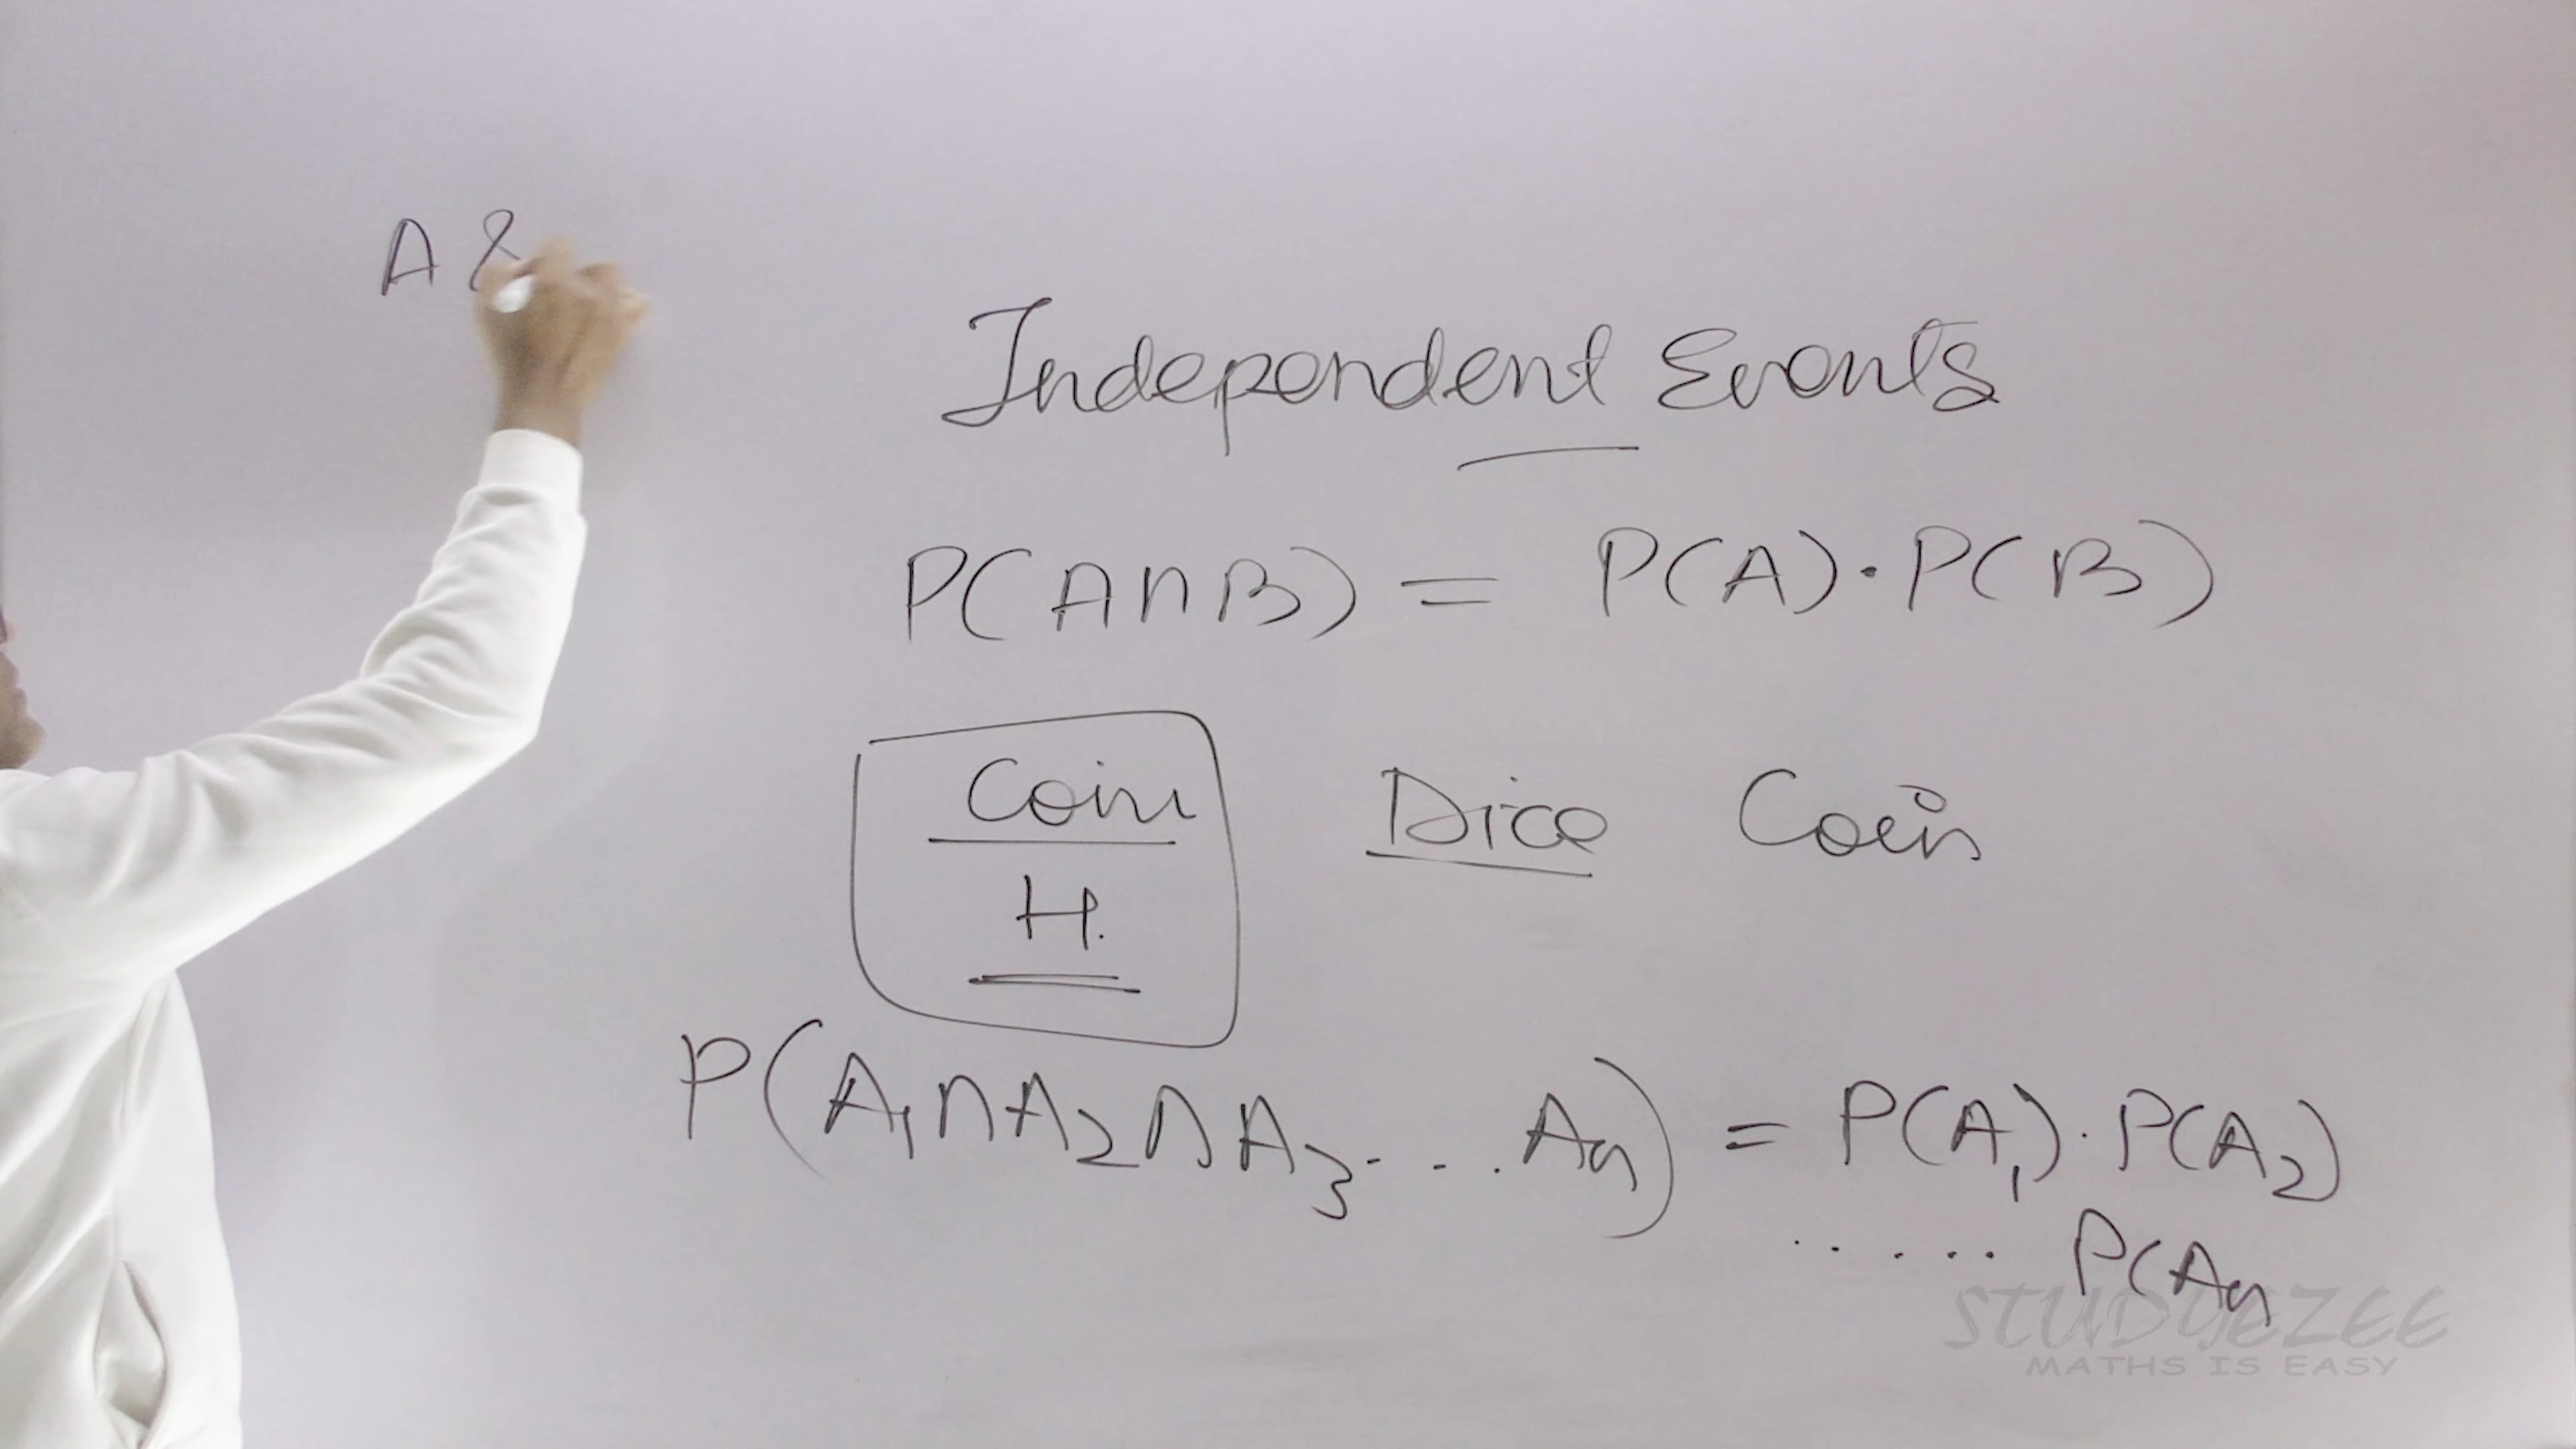 A &
Independent Events
P(A∩B) = P(A)·P(B)
Coin Dice Coin
H.
P(A₁∩A₂∩A₃....Aₙ) = P(A₁)·P(A₂)
..... P(Aₙ
STUDYEZEE
MATHS IS EASY